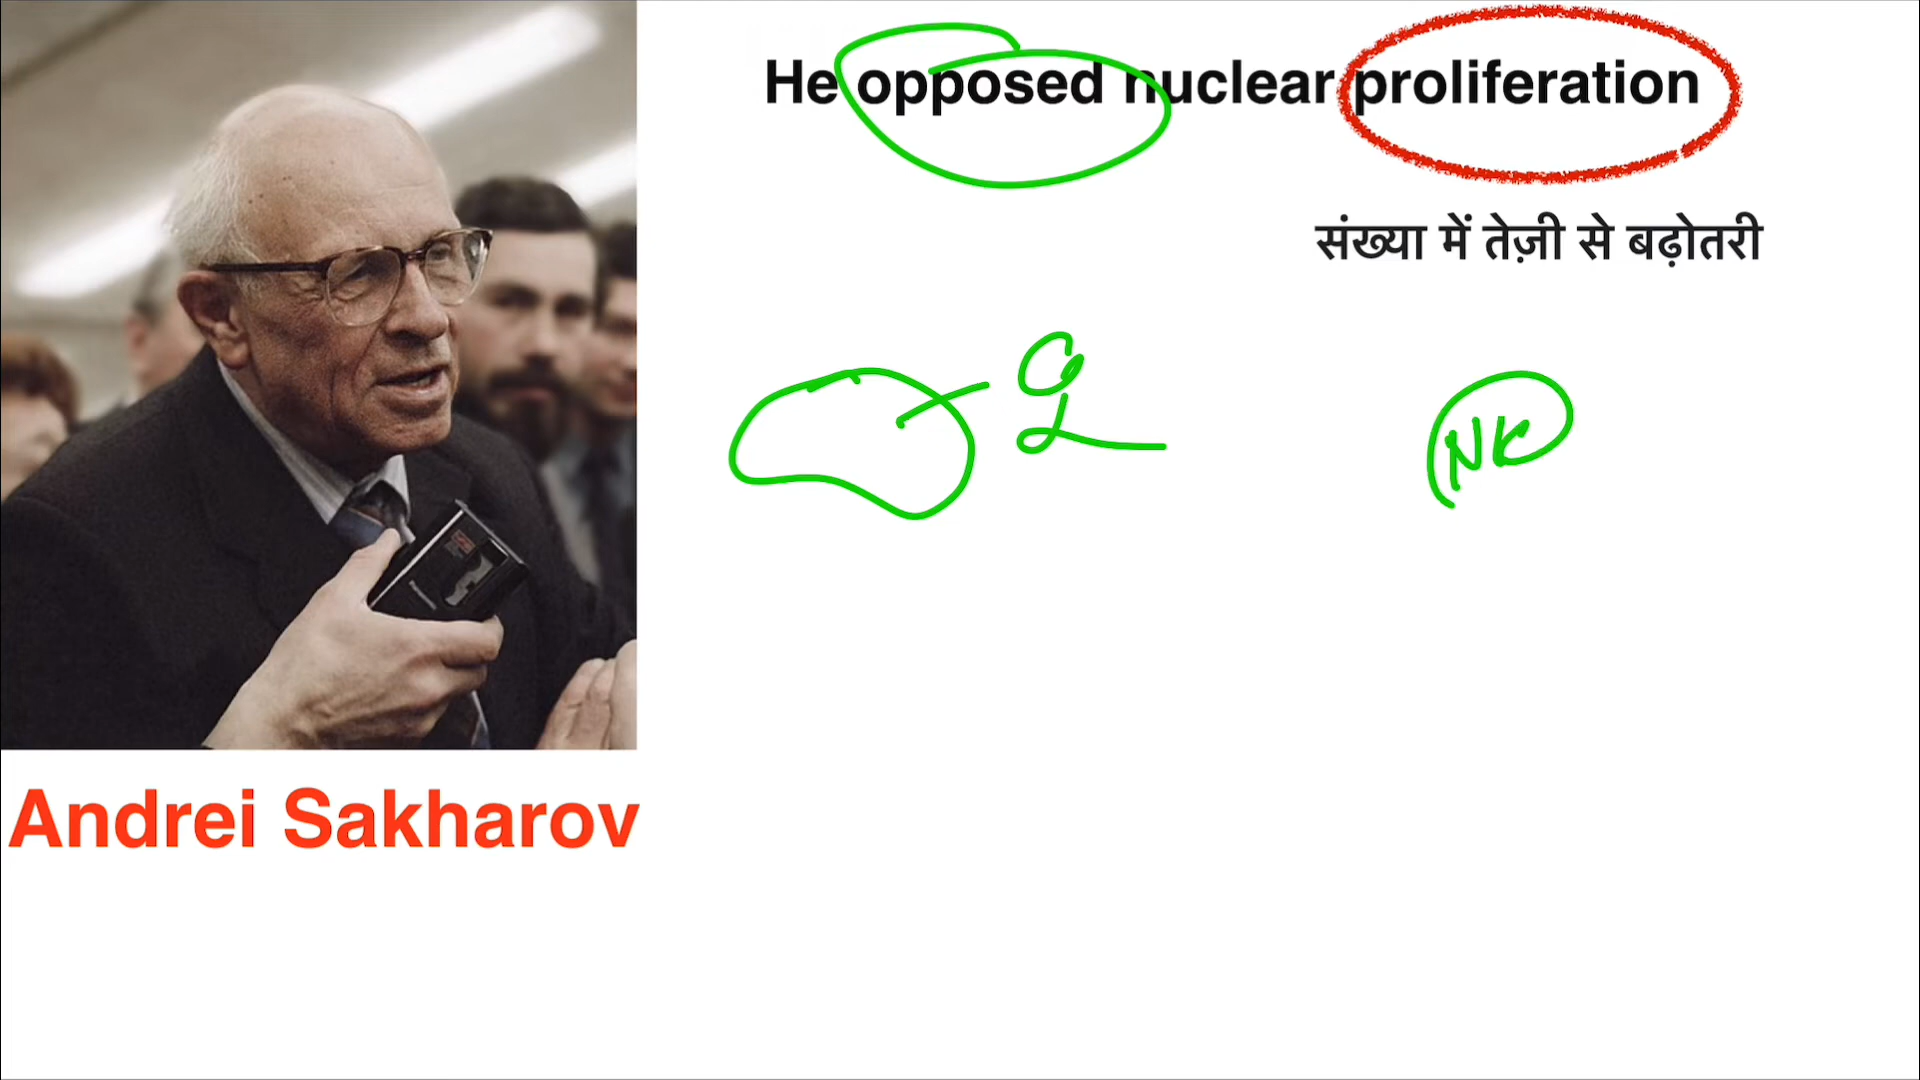 He opposed nuclear proliferation
संख्या में तेज़ी से बढ़ोतरी
NK
Andrei Sakharov